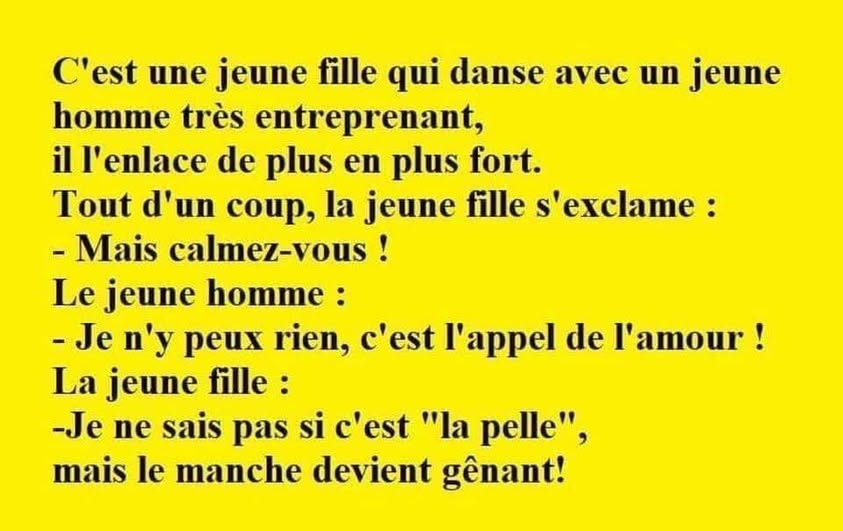 C'est une jeune fille qui danse avec un jeune
homme très entreprenant,
il l'enlace de plus en plus fort.
Tout d'un coup, la jeune fille s'exclame :
- Mais calmez-vous !
Le jeune homme :
- Je n'y peux rien, c'est l'appel de l'amour !
La jeune fille :
-Je ne sais pas si c'est "la pelle",
mais le manche devient gênant!